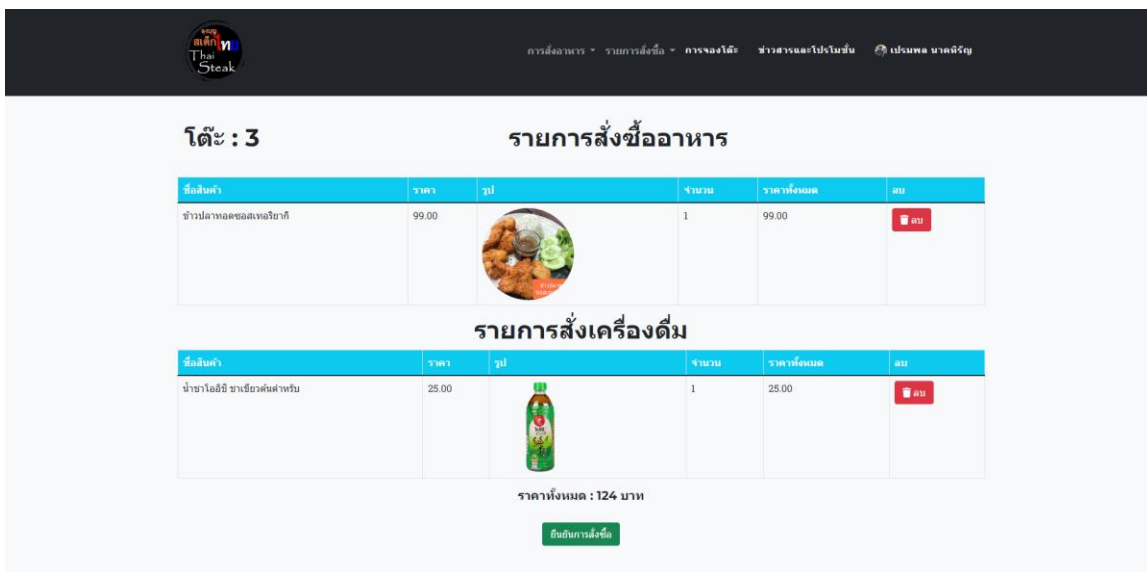 สเต็กไทย
Thai
Steak
การสั่งอาหาร รายการสั่งซื้อ การจองโต๊ะ ข่าวสารและโปรโมชั่น เปรมพล นาคหิรัญ
โต๊ะ : 3 รายการสั่งซื้ออาหาร
ชื่อสินค้า ราคา รูป จำนวน ราคาทั้งหมด ลบ
ข้าวปลาทอดซอสเทอริยากิ 99.00 1 99.00 ลบ
รายการสั่งเครื่องดื่ม
ชื่อสินค้า ราคา รูป จำนวน ราคาทั้งหมด ลบ
น้ำชาโออิชิ ชาเขียวต้นตำหรับ 25.00 1 25.00 ลบ
ราคาทั้งหมด : 124 บาท
ยืนยันการสั่งซื้อ